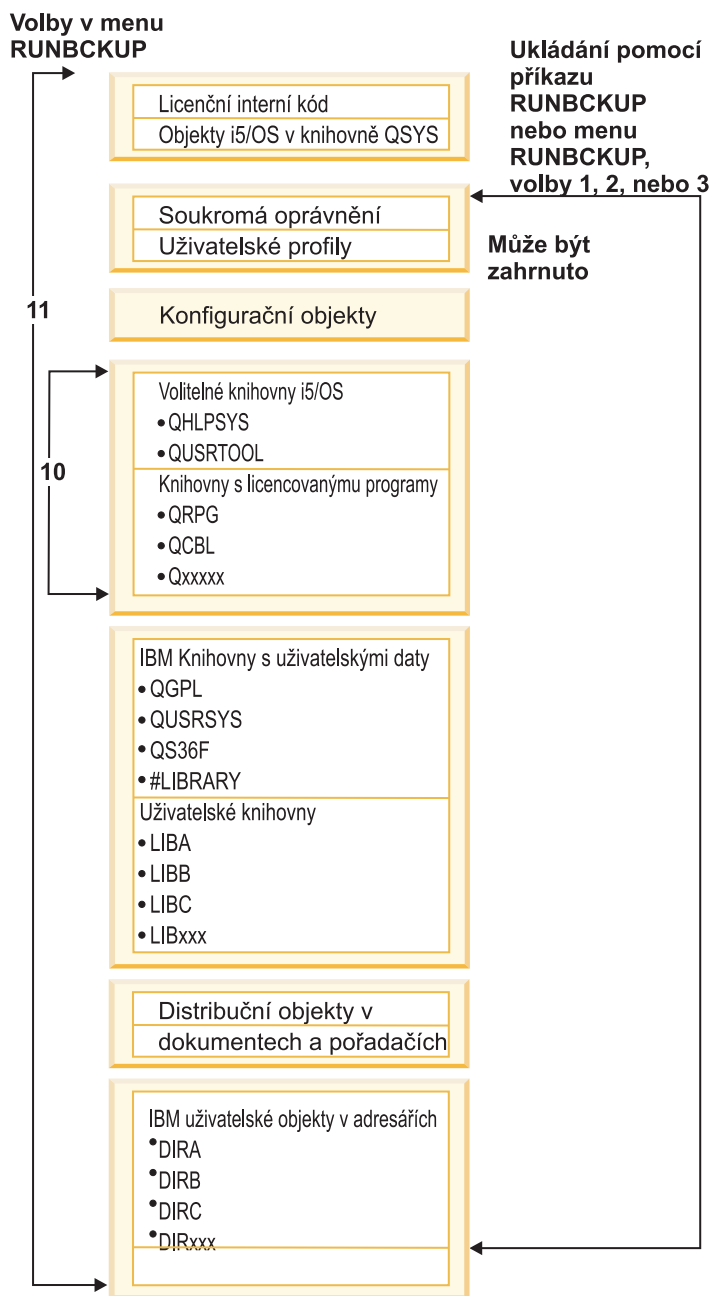 Volby v menu
RUNBCKUP
Ukládání pomocí
příkazu
RUNBCKUP
nebo menu
RUNBCKUP,
volby 1, 2, nebo 3
Licenční interní kód
Objekty i5/OS v knihovně QSYS
Soukromá oprávnění
Uživatelské profily
Může být
zahrnuto
11
Konfigurační objekty
10
Volitelné knihovny i5/OS
•QHLPSYS
•QUSRTOOL
Knihovny s licencovanýmu programy
•QRPG
•QCBL
•Qxxxxx
IBM Knihovny s uživatelskými daty
•QGPL
•QUSRSYS
•QS36F
•#LIBRARY
Uživatelské knihovny
•LIBA
•LIBB
•LIBC
•LIBxxx
Distribuční objekty v
dokumentech a pořadačích
IBM uživatelské objekty v adresářích
•DIRA
•DIRB
•DIRC
•DIRxxx